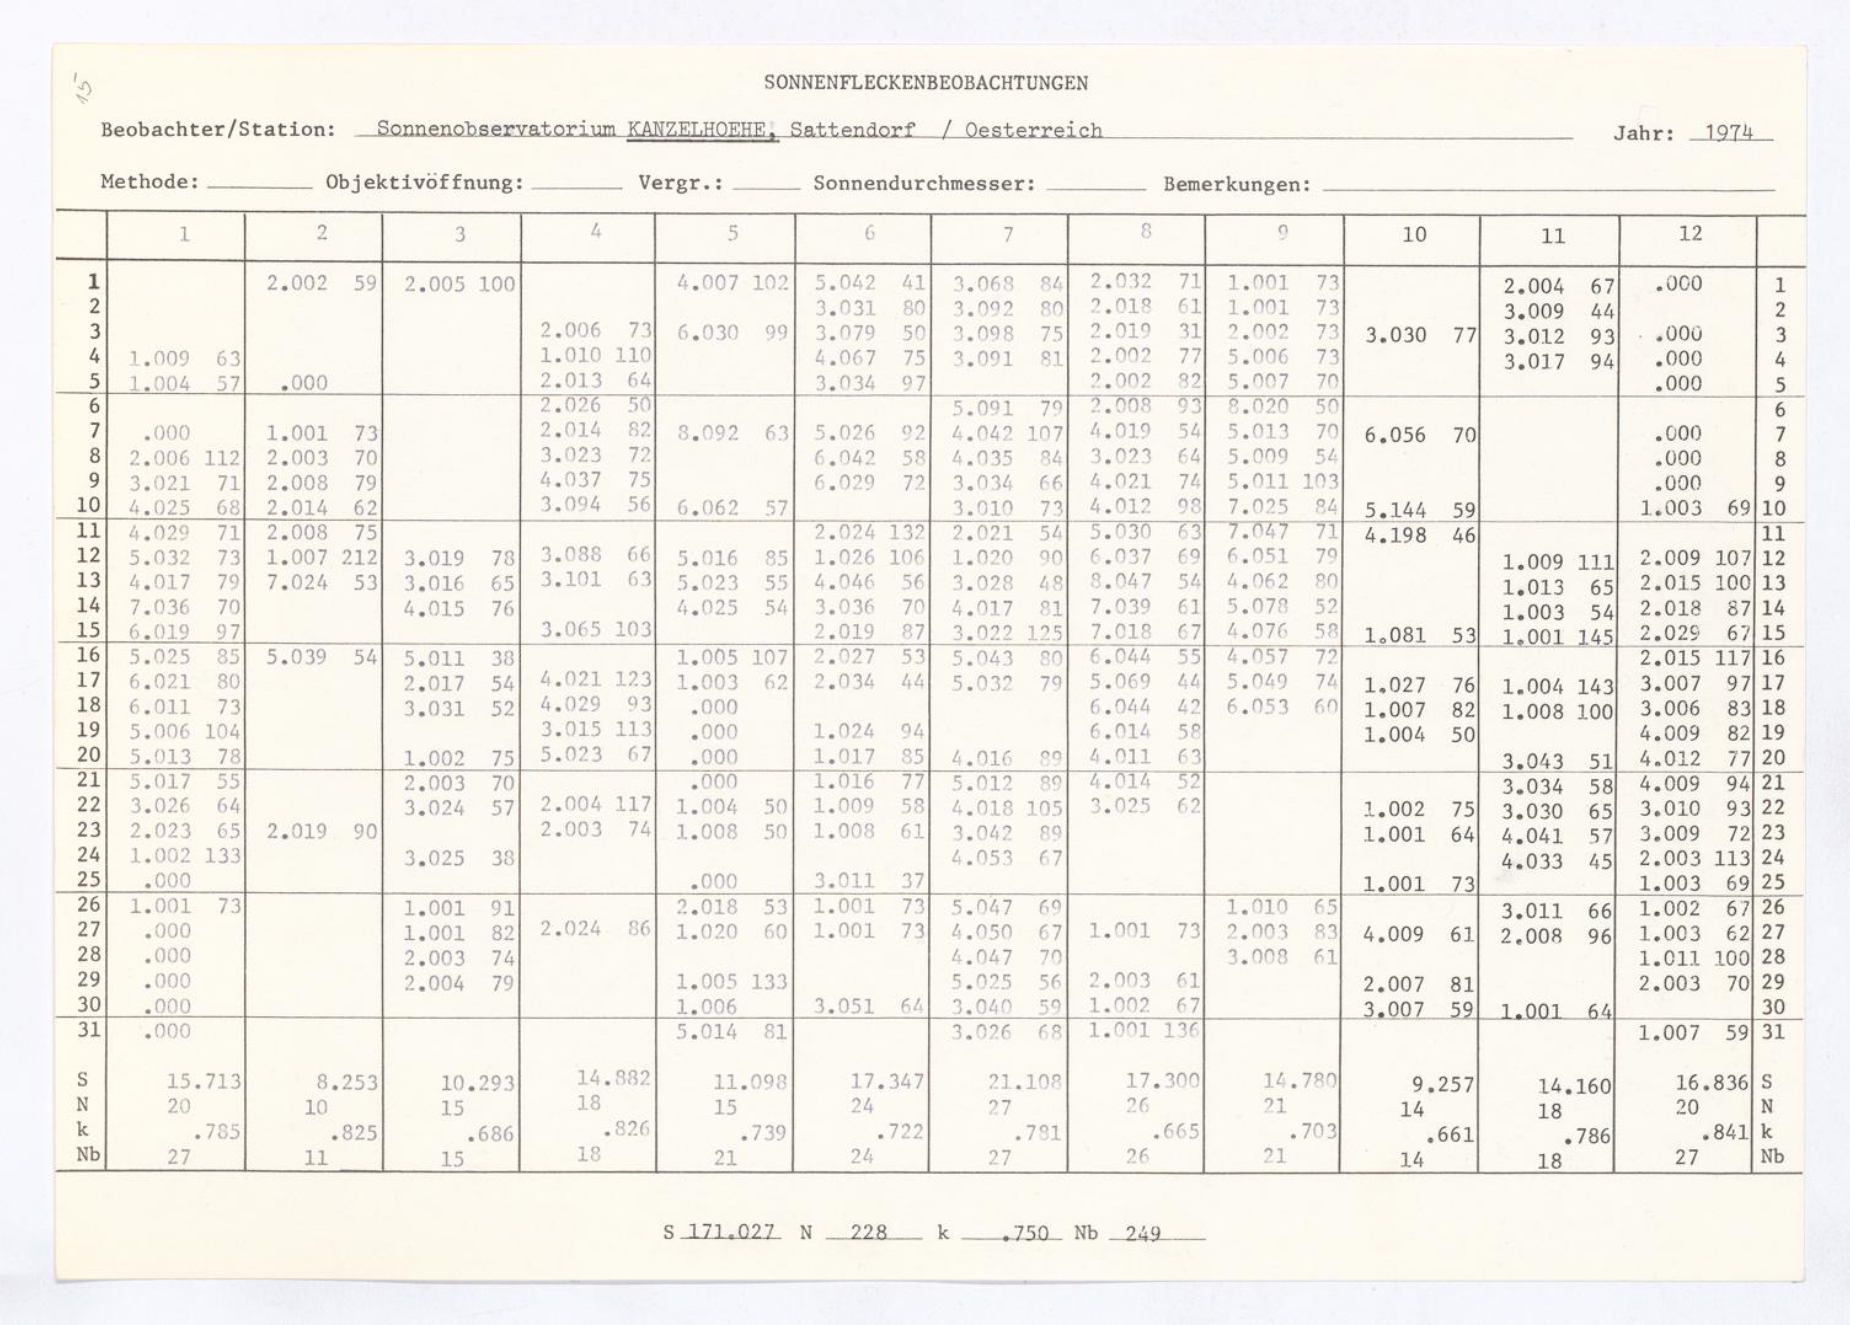 15
SONNENFLECKENBEOBACHTUNGEN
Beobachter/Station: Sonnenobservatorium KANZELHOEHE, Sattendorf / Oesterreich Jahr: 1974
Methode: Objektivöffnung: Vergr.: Sonnendurchmesser: Bemerkungen:
1 2 3 4 5 6 7 8 9 10 11 12
1 2.002 59 2.005 100 4.007 102 5.042 41 3.068 84 2.032 71 1.001 73 2.004 67 .000 1
2 3.031 80 3.092 80 2.018 61 1.001 73 3.009 44 2
3 2.006 73 6.030 99 3.079 50 3.098 75 2.019 31 2.002 73 3.030 77 3.012 93 .000 3
4 1.009 63 1.010 110 4.067 75 3.091 81 2.002 77 5.006 73 3.017 94 .000 4
5 1.004 57 .000 2.013 64 3.034 97 2.002 82 5.007 70 .000 5
6 2.026 50 5.091 79 2.008 93 8.020 50 6
7 .000 1.001 73 2.014 82 8.092 63 5.026 92 4.042 107 4.019 54 5.013 70 6.056 70 .000 7
8 2.006 112 2.003 70 3.023 72 6.042 58 4.035 84 3.023 64 5.009 54 .000 8
9 3.021 71 2.008 79 4.037 75 6.029 72 3.034 66 4.021 74 5.011 103 .000 9
10 4.025 68 2.014 62 3.094 56 6.062 57 3.010 73 4.012 98 7.025 84 5.144 59 1.003 69 10
11 4.029 71 2.008 75 2.024 132 2.021 54 5.030 63 7.047 71 4.198 46 11
12 5.032 73 1.007 212 3.019 78 3.088 66 5.016 85 1.026 106 1.020 90 6.037 69 6.051 79 1.009 111 2.009 107 12
13 4.017 79 7.024 53 3.016 65 3.101 63 5.023 55 4.046 56 3.028 48 8.047 54 4.062 80 1.013 65 2.015 100 13
14 7.036 70 4.015 76 4.025 54 3.036 70 4.017 81 7.039 61 5.078 52 1.003 54 2.018 87 14
15 6.019 97 3.065 103 2.019 87 3.022 125 7.018 67 4.076 58 1.081 53 1.001 145 2.029 67 15
16 5.025 85 5.039 54 5.011 38 1.005 107 2.027 53 5.043 80 6.044 55 4.057 72 2.015 117 16
17 6.021 80 2.017 54 4.021 123 1.003 62 2.034 44 5.032 79 5.069 44 5.049 74 1.027 76 1.004 143 3.007 97 17
18 6.011 73 3.031 52 4.029 93 .000 6.044 42 6.053 60 1.007 82 1.008 100 3.006 83 18
19 5.006 104 3.015 113 .000 1.024 94 6.014 58 1.004 50 4.009 82 19
20 5.013 78 1.002 75 5.023 67 .000 1.017 85 4.016 89 4.011 63 3.043 51 4.012 77 20
21 5.017 55 2.003 70 .000 1.016 77 5.012 89 4.014 52 3.034 58 4.009 94 21
22 3.026 64 3.024 57 2.004 117 1.004 50 1.009 58 4.018 105 3.025 62 1.002 75 3.030 65 3.010 93 22
23 2.023 65 2.019 90 2.003 74 1.008 50 1.008 61 3.042 89 1.001 64 4.041 57 3.009 72 23
24 1.002 133 3.025 38 4.053 67 4.033 45 2.003 113 24
25 .000 .000 3.011 37 1.001 73 1.003 69 25
26 1.001 73 1.001 91 2.018 53 1.001 73 5.047 69 1.010 65 3.011 66 1.002 67 26
27 .000 1.001 82 2.024 86 1.020 60 1.001 73 4.050 67 1.001 73 2.003 83 4.009 61 2.008 96 1.003 62 27
28 .000 2.003 74 4.047 70 3.008 61 1.011 100 28
29 .000 2.004 79 1.005 133 5.025 56 2.003 61 2.007 81 2.003 70 29
30 .000 1.006 3.051 64 3.040 59 1.002 67 3.007 59 1.001 64 30
31 .000 5.014 81 3.026 68 1.001 136 1.007 59 31
S 15.713 8.253 10.293 14.882 11.098 17.347 21.108 17.300 14.780 9.257 14.160 16.836 S
N 20 10 15 18 15 24 27 26 21 14 18 20 N
k .785 .825 .686 .826 .739 .722 .781 .665 .703 .661 .786 .841 k
Nb 27 11 15 18 21 24 27 26 21 14 18 27 Nb
S 171.027 N 228 k .750 Nb 249